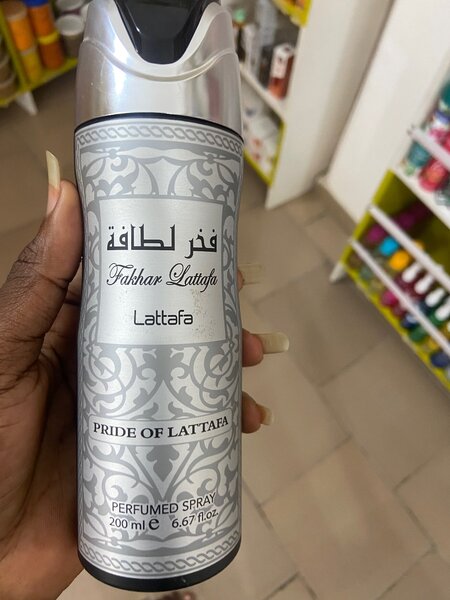 فخر لطافة
Fakhar Lattafa
Lattafa
PRIDE OF LATTAFA
PERFUMED SPRAY
200 ml e 6.67 fl.oz.